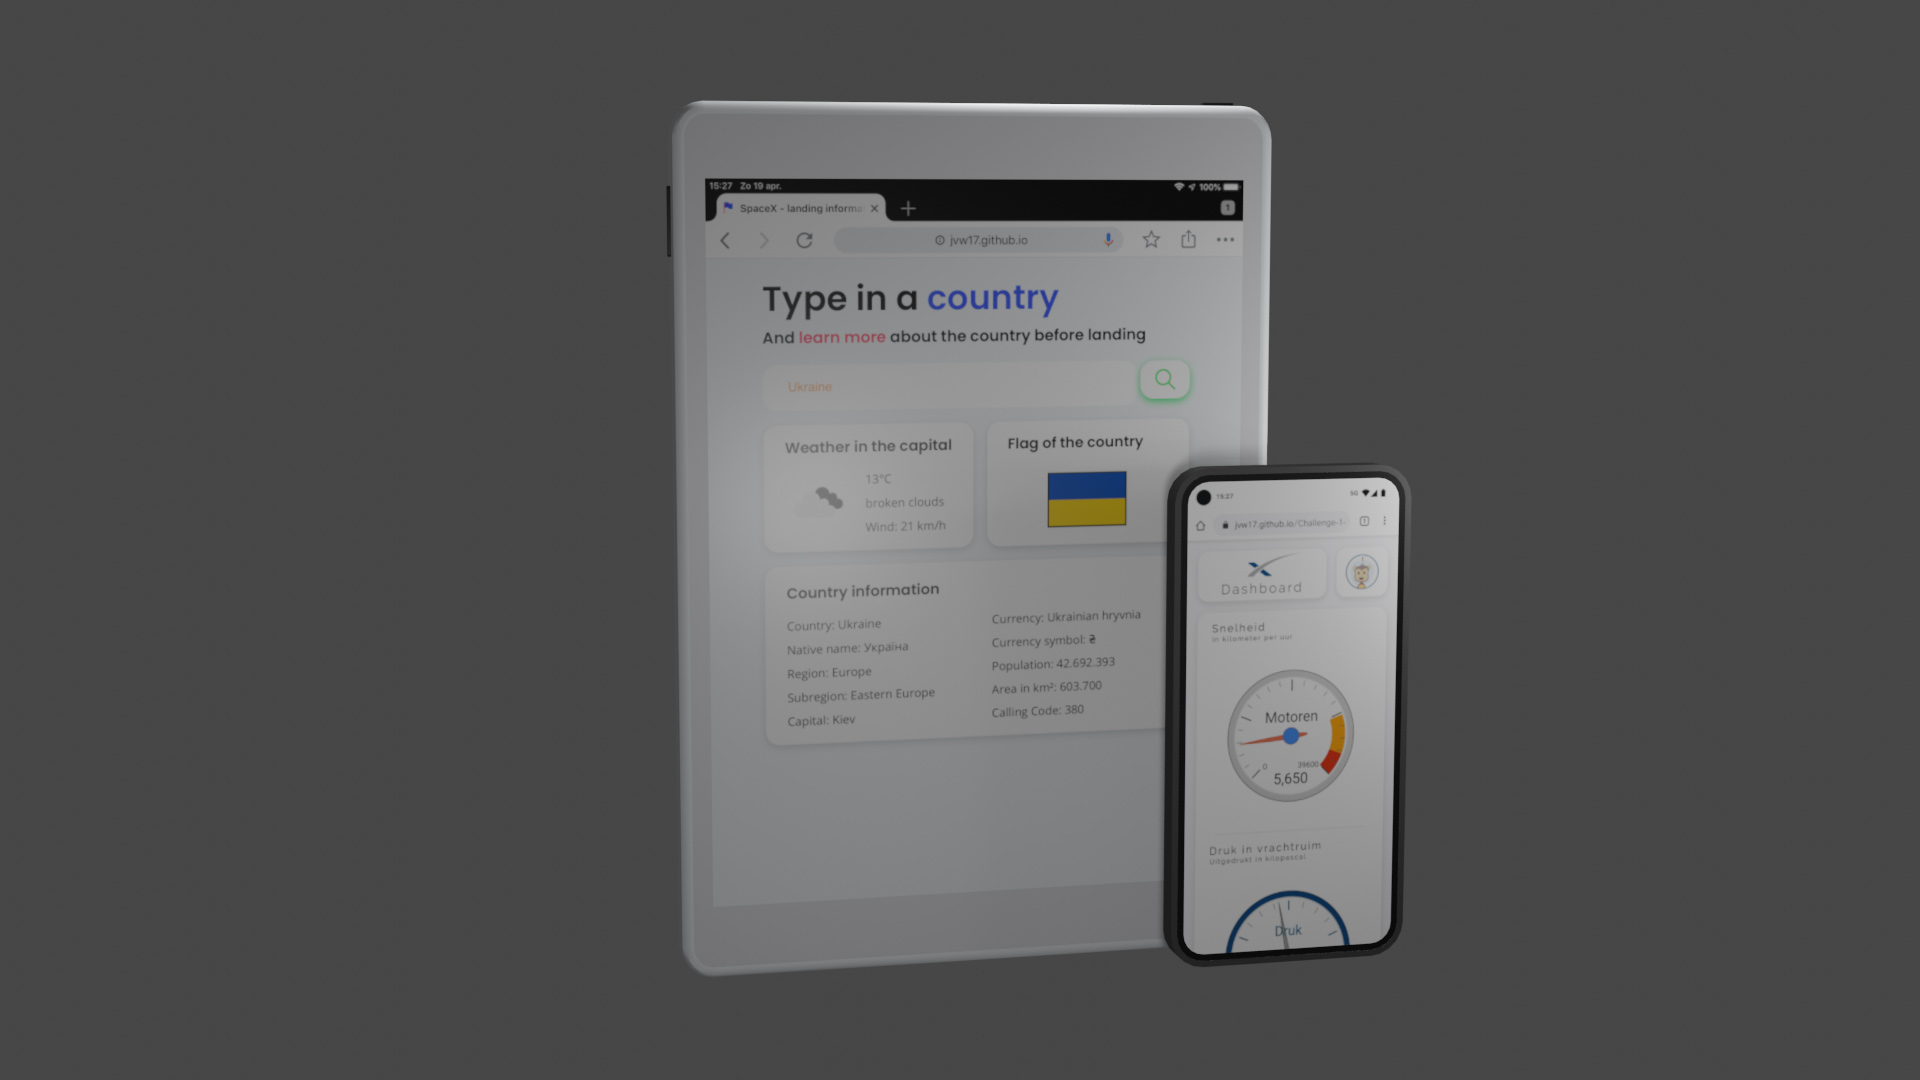 15:27 Zo 19 apr.
100%
SpaceX - landing informa
1
jvw17.github.io
Type in a country
And learn more about the country before landing
Ukraine
Weather in the capital
13°C
broken clouds
Wind: 21 km/h
Flag of the country
Country information
Country: Ukraine
Native name: Україна
Region: Europe
Subregion: Eastern Europe
Capital: Kiev
Currency: Ukrainian hryvnia
Currency symbol: ₴
Population: 42.692.393
Area in km²: 603.700
Calling Code: 380
15:27
5G
jvw17.github.io/Challenge-1-
1
Dashboard
Snelheid
in kilometer per uur
Motoren
0
39600
5,650
Druk in vrachtruim
Uitgedrukt in kilopascal
Druk